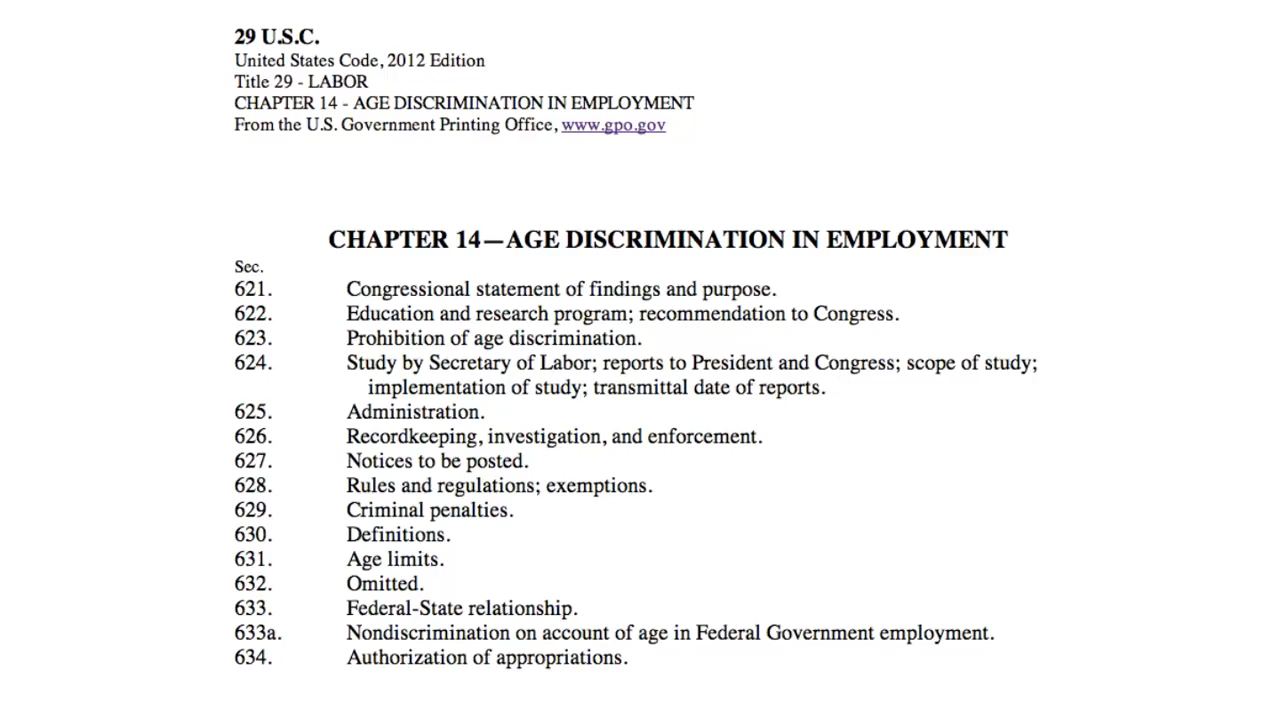 29 U.S.C.
United States Code, 2012 Edition
Title 29 - LABOR
CHAPTER 14 - AGE DISCRIMINATION IN EMPLOYMENT
From the U.S. Government Printing Office, www.gpo.gov
CHAPTER 14—AGE DISCRIMINATION IN EMPLOYMENT
Sec.
621. Congressional statement of findings and purpose.
622. Education and research program; recommendation to Congress.
623. Prohibition of age discrimination.
624. Study by Secretary of Labor; reports to President and Congress; scope of study;
implementation of study; transmittal date of reports.
625. Administration.
626. Recordkeeping, investigation, and enforcement.
627. Notices to be posted.
628. Rules and regulations; exemptions.
629. Criminal penalties.
630. Definitions.
631. Age limits.
632. Omitted.
633. Federal-State relationship.
633a. Nondiscrimination on account of age in Federal Government employment.
634. Authorization of appropriations.